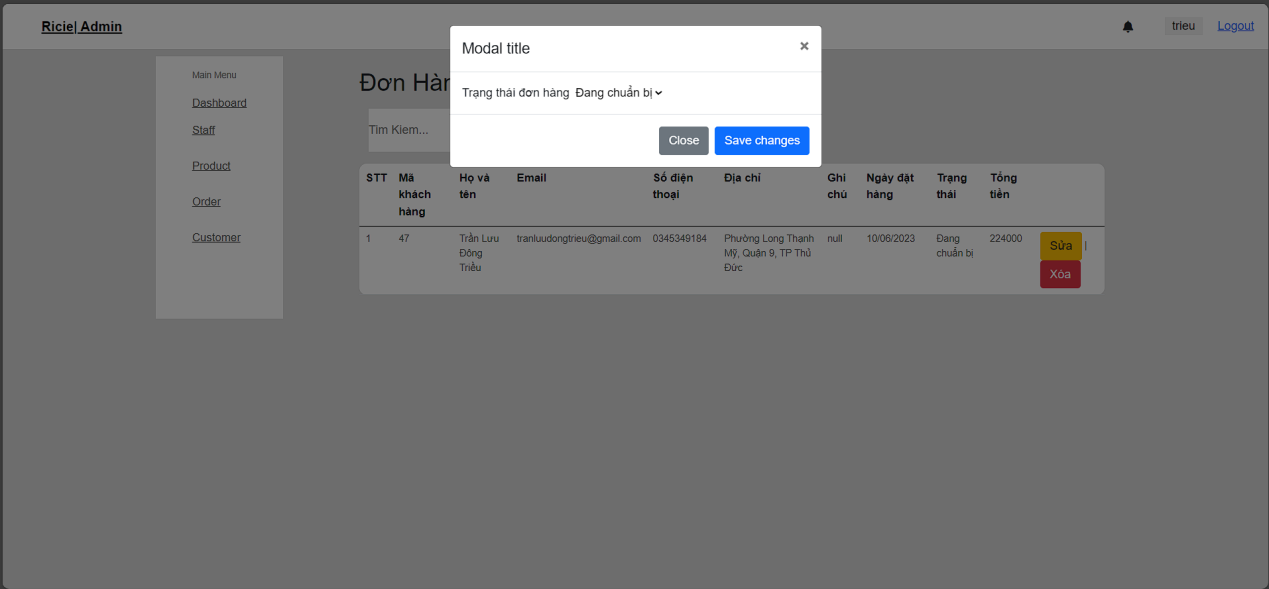 Ricie| Admin
trieu
Logout
Modal title
×
Trạng thái đơn hàng Đang chuẩn bị
Close
Save changes
Main Menu
Dashboard
Staff
Product
Order
Customer
Đơn Hàn
Tìm Kiếm...
STT Mã khách hàng Họ và tên Email Số điện thoại Địa chỉ Ghi chú Ngày đặt hàng Trạng thái Tổng tiền
1 47 Trần Lưu Đông Triều tranluudongtrieu@gmail.com 0345349184 Phường Long Thạnh Mỹ, Quận 9, TP Thủ Đức null 10/06/2023 Đang chuẩn bị 224000 Sửa |
Xóa